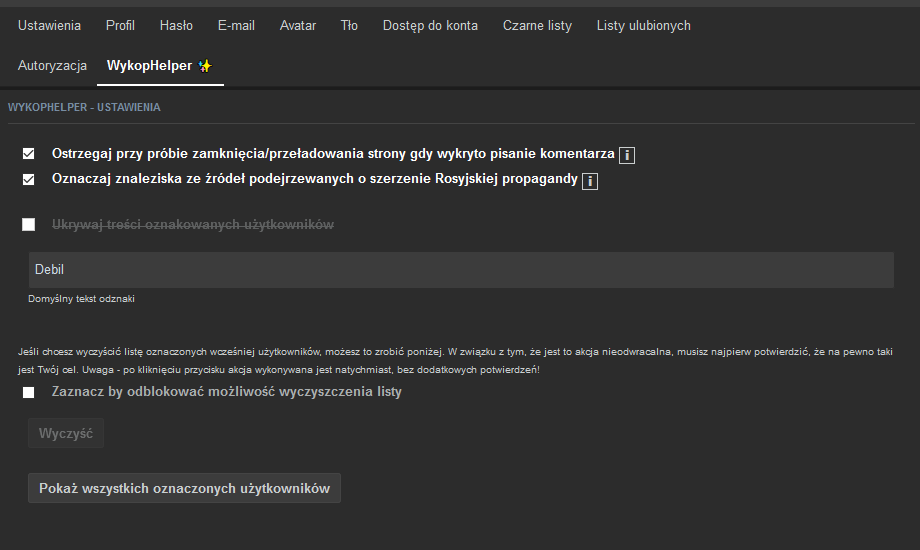 Ustawienia Profil Hasło E-mail Avatar Tło Dostęp do konta Czarne listy Listy ulubionych
Autoryzacja WykopHelper ✨
WYKOPHELPER - USTAWIENIA
Ostrzegaj przy próbie zamknięcia/przeładowania strony gdy wykryto pisanie komentarza i
Oznaczaj znaleziska ze źródeł podejrzewanych o szerzenie Rosyjskiej propagandy i
Ukrywaj treści oznakowanych użytkowników
Debil
Domyślny tekst odznaki
Jeśli chcesz wyczyścić listę oznaczonych wcześniej użytkowników, możesz to zrobić poniżej. W związku z tym, że jest to akcja nieodwracalna, musisz najpierw potwierdzić, że na pewno taki
jest Twój cel. Uwaga - po kliknięciu przycisku akcja wykonywana jest natychmiast, bez dodatkowych potwierdzeń!
Zaznacz by odblokować możliwość wyczyszczenia listy
Wyczyść
Pokaż wszystkich oznaczonych użytkowników